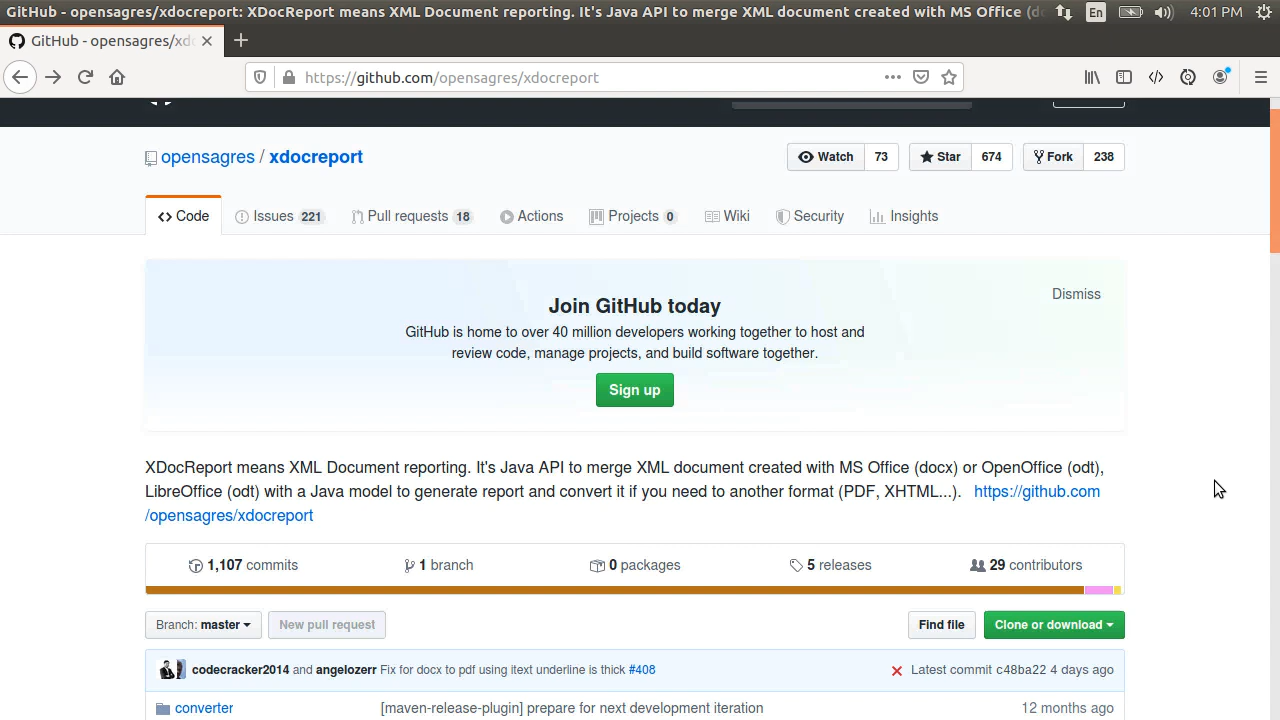 GitHub - opensagres/xdocreport: XDocReport means XML Document reporting. It's Java API to merge XML document created with MS Office (do
En
4:01 PM
GitHub - opensagres/xdo
https://github.com/opensagres/xdocreport
opensagres / xdocreport
Watch 73 Star 674 Fork 238
Code Issues 221 Pull requests 18 Actions Projects 0 Wiki Security Insights
Dismiss
Join GitHub today
GitHub is home to over 40 million developers working together to host and
review code, manage projects, and build software together.
Sign up
XDocReport means XML Document reporting. It's Java API to merge XML document created with MS Office (docx) or OpenOffice (odt),
LibreOffice (odt) with a Java model to generate report and convert it if you need to another format (PDF, XHTML...). https://github.com
/opensagres/xdocreport
1,107 commits 1 branch 0 packages 5 releases 29 contributors
Branch: master New pull request Find file Clone or download
codecracker2014 and angelozerr Fix for docx to pdf using itext underline is thick #408 Latest commit c48ba22 4 days ago
converter [maven-release-plugin] prepare for next development iteration 12 months ago